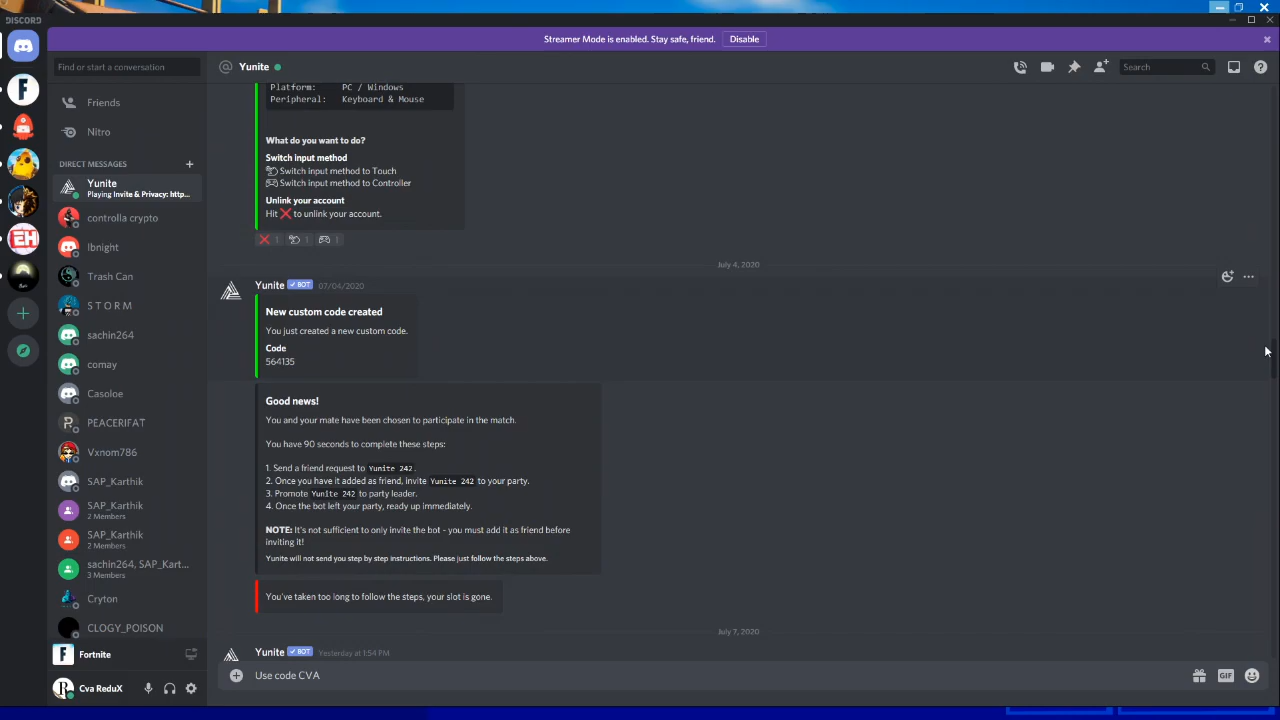 DISCORD
Streamer Mode is enabled. Stay safe, friend.
Disable
Find or start a conversation
Yunite
Search
Friends
Nitro
DIRECT MESSAGES
Yunite
Playing Invite & Privacy: http...
controlla crypto
Ibnight
Trash Can
S T O R M
sachin264
comay
Casoloe
PEACERIFAT
Vxnom786
SAP_Karthik
SAP_Karthik
2 Members
SAP_Karthik
2 Members
sachin264, SAP_Kart...
3 Members
Cryton
CLOGY_POISON
Fortnite
Cva ReduX
Platform: PC / Windows
Peripheral: Keyboard & Mouse
What do you want to do?
Switch input method
Switch input method to Touch
Switch input method to Controller
Unlink your account
Hit ❌ to unlink your account.
1 1 1
July 4, 2020
Yunite BOT 07/04/2020
New custom code created
You just created a new custom code.
Code
564135
Good news!
You and your mate have been chosen to participate in the match.
You have 90 seconds to complete these steps:
1. Send a friend request to Yunite 242.
2. Once you have it added as friend, invite Yunite 242 to your party.
3. Promote Yunite 242 to party leader.
4. Once the bot left your party, ready up immediately.
NOTE: It's not sufficient to only invite the bot - you must add it as friend before
inviting it!
Yunite will not send you step by step instructions. Please just follow the steps above.
You've taken too long to follow the steps, your slot is gone.
July 7, 2020
Yunite BOT Yesterday at 1:54 PM
Use code CVA
GIF